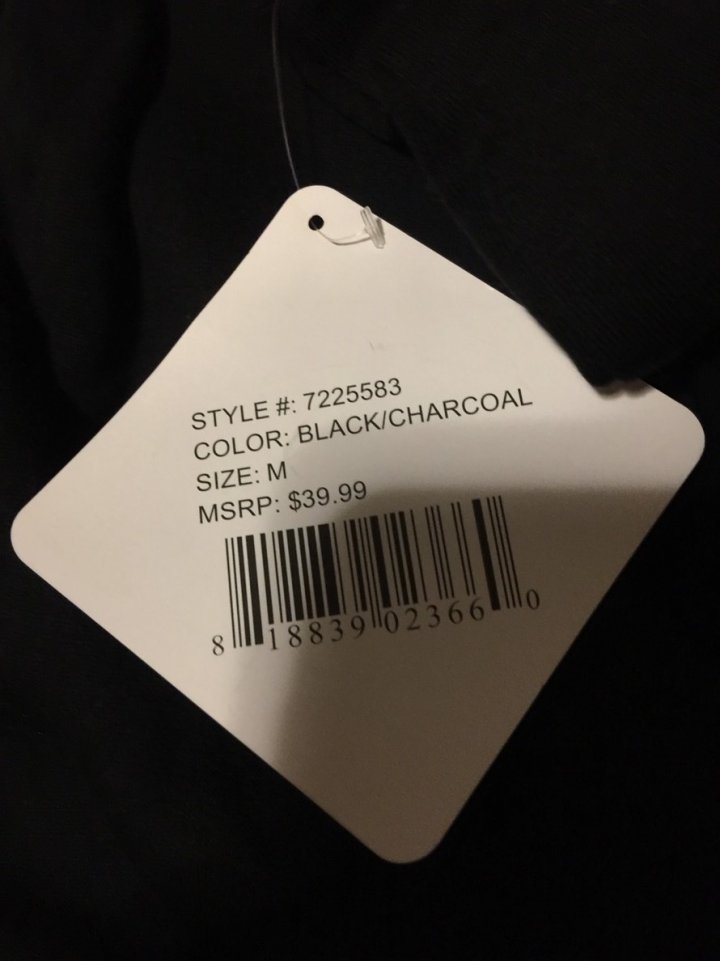 STYLE #: 7225583
COLOR: BLACK/CHARCOAL
SIZE: M
MSRP: $39.99
8 18839 02366 0